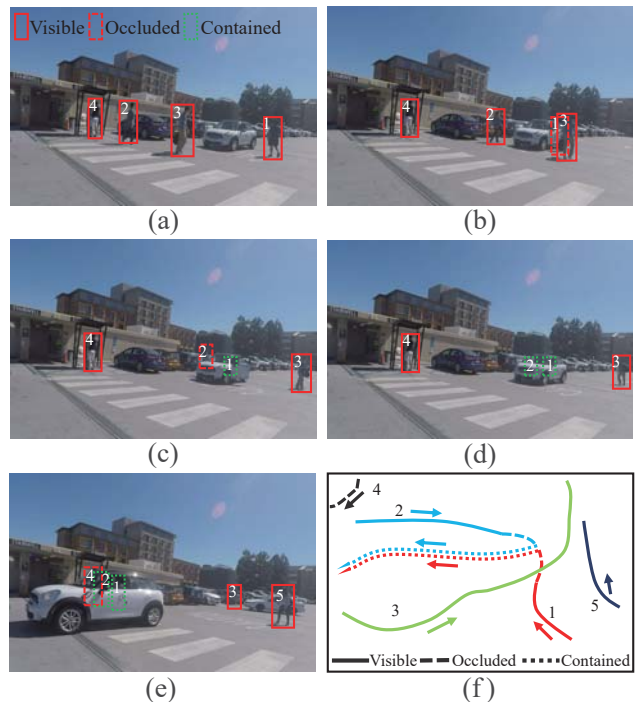 Visible Occluded Contained
4 2 3 1
(a)
4 2 1 3
(b)
4 2 1 3
(c)
4 2 1 3
(d)
4 2 1 3 5
(e)
4
2
3
1
5
Visible Occluded Contained
(f)